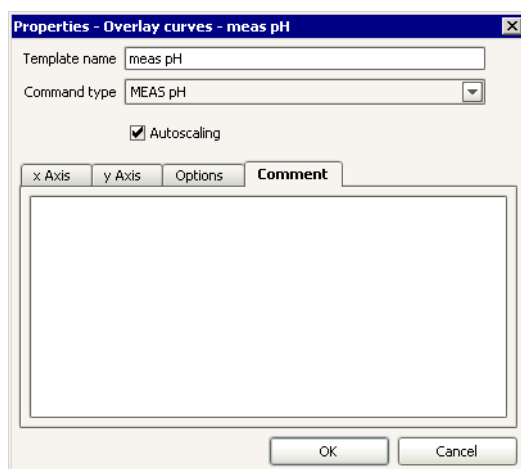 Properties - Overlay curves - meas pH
Template name meas pH
Command type MEAS pH
Autoscaling
x Axis y Axis Options Comment
OK Cancel